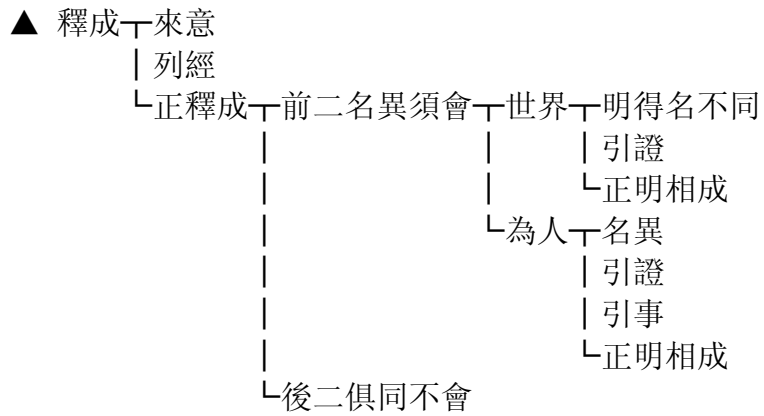 ▲ 釋成┬來意
│列經
└正釋成┬前二名異須會┬世界┬明得名不同
│ │ │引證
│ │ └正明相成
│ └為人┬名異
│ │引證
│ │引事
│ └正明相成
└後二俱同不會